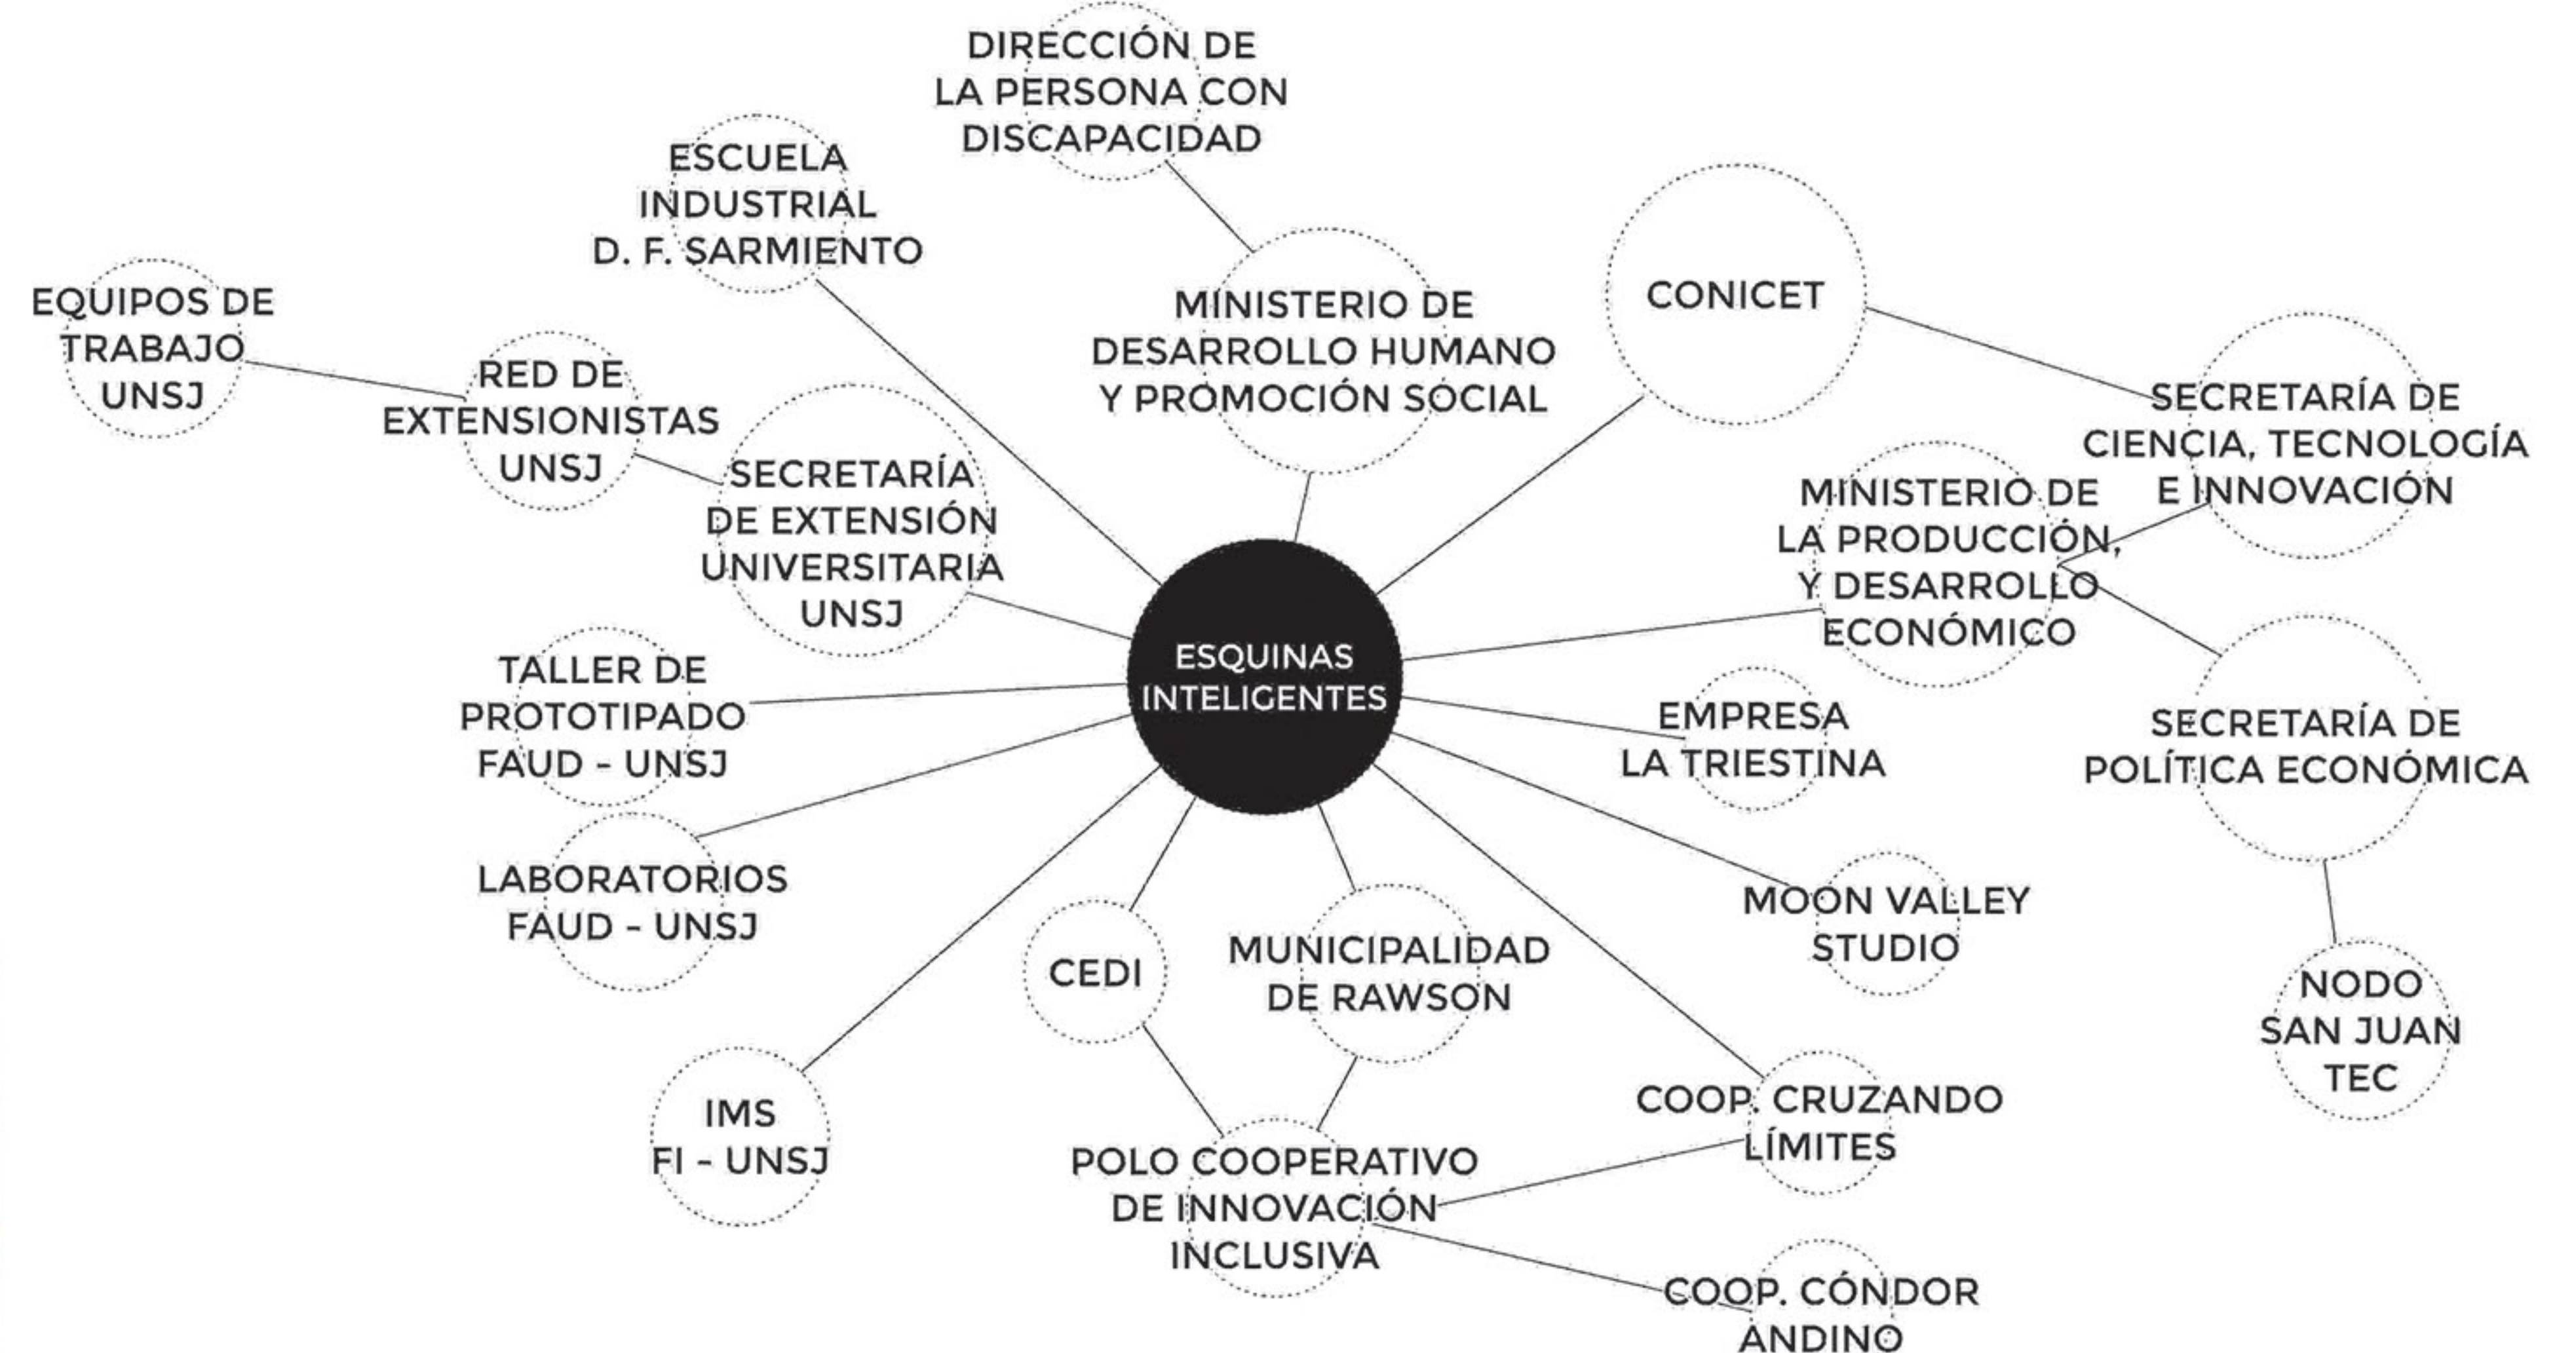 DIRECCIÓN DE
LA PERSONA CON
DISCAPACIDAD
ESCUELA
INDUSTRIAL
D. F. SARMIENTO
EQUIPOS DE
TRABAJO
UNSJ
RED DE
EXTENSIONISTAS
UNSJ
SECRETARÍA
DE EXTENSIÓN
UNIVERSITARIA
UNSJ
MINISTERIO DE
DESARROLLO HUMANO
Y PROMOCIÓN SOCIAL
CONICET
SECRETARÍA DE
CIENCIA, TECNOLOGÍA
E INNOVACIÓN
MINISTERIO DE
LA PRODUCCIÓN,
Y DESARROLLO
ECONÓMICO
ESQUINAS
INTELIGENTES
TALLER DE
PROTOTIPADO
FAUD - UNSJ
EMPRESA
LA TRIESTINA
SECRETARÍA DE
POLÍTICA ECONÓMICA
LABORATORIOS
FAUD - UNSJ
MOON VALLEY
STUDIO
CEDI
MUNICIPALIDAD
DE RAWSON
NODO
SAN JUAN
TEC
IMS
FI - UNSJ
COOP. CRUZANDO
LÍMITES
POLO COOPERATIVO
DE INNOVACIÓN
INCLUSIVA
COOP. CÓNDOR
ANDINO